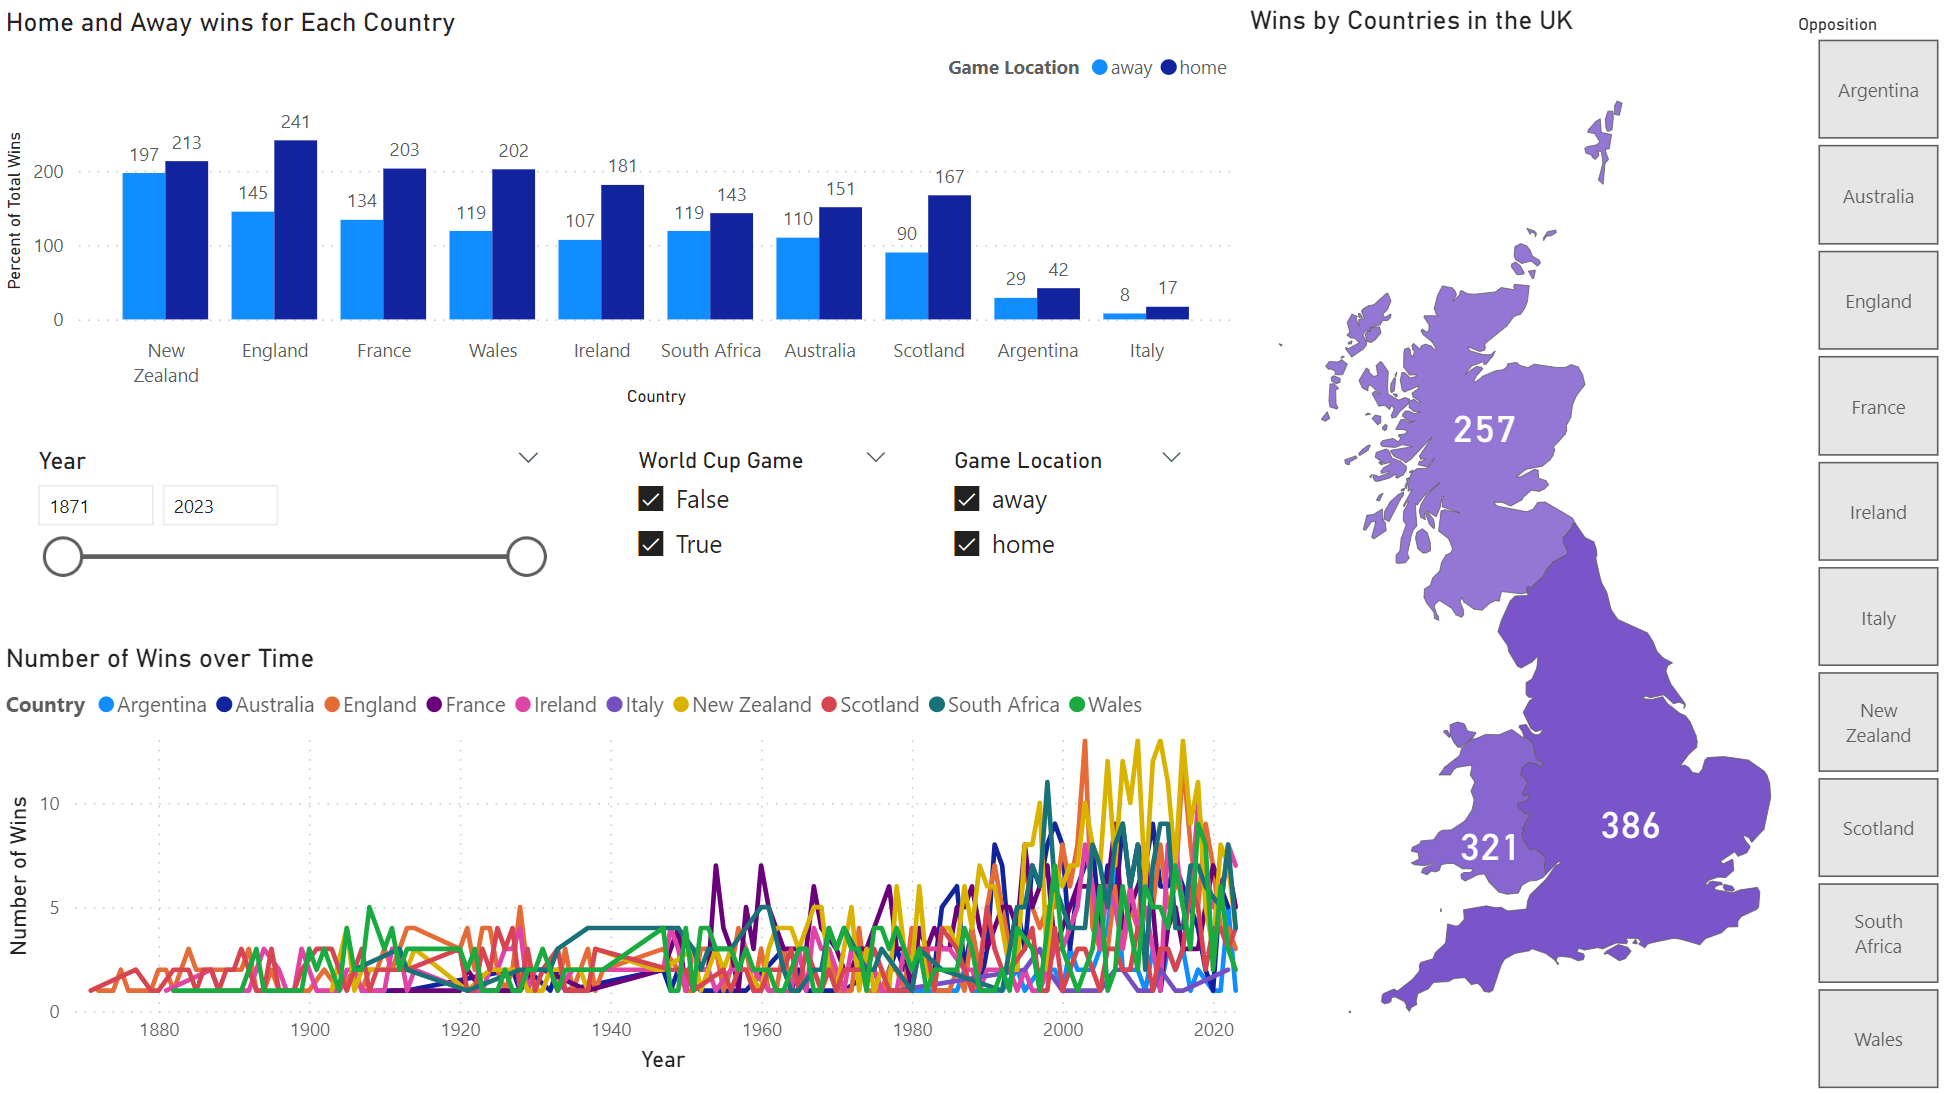 Home and Away wins for Each Country
Game Location away home
Percent of Total Wins
200
100
0
197 213
145 241
134 203
119 202
107 181
119 143
110 151
90 167
29 42
8 17
New Zealand
England
France
Wales
Ireland
South Africa
Australia
Scotland
Argentina
Italy
Country
Year
1871 2023
World Cup Game
False
True
Game Location
away
home
Number of Wins over Time
Country Argentina Australia England France Ireland Italy New Zealand Scotland South Africa Wales
Number of Wins
10
5
0
1880 1900 1920 1940 1960 1980 2000 2020
Year
Wins by Countries in the UK
257
321
386
Opposition
Argentina
Australia
England
France
Ireland
Italy
New
Zealand
Scotland
South
Africa
Wales